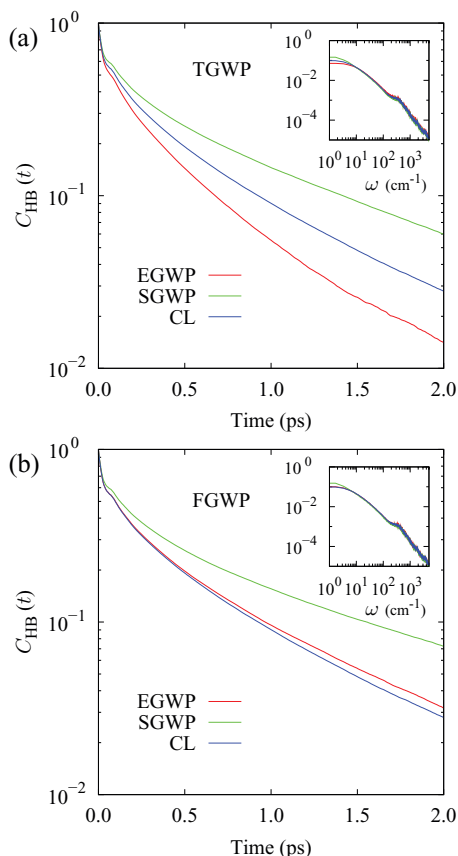 (a)
TGWP
10^0
10^-1
10^-2
C_HB (t)
10^0
10^-2
10^-4
10^0 10^1 10^2 10^3
ω (cm^-1)
EGWP
SGWP
CL
0.0 0.5 1.0 1.5 2.0
Time (ps)
(b)
FGWP
10^0
10^-1
10^-2
C_HB (t)
10^0
10^-2
10^-4
10^0 10^1 10^2 10^3
ω (cm^-1)
EGWP
SGWP
CL
0.0 0.5 1.0 1.5 2.0
Time (ps)